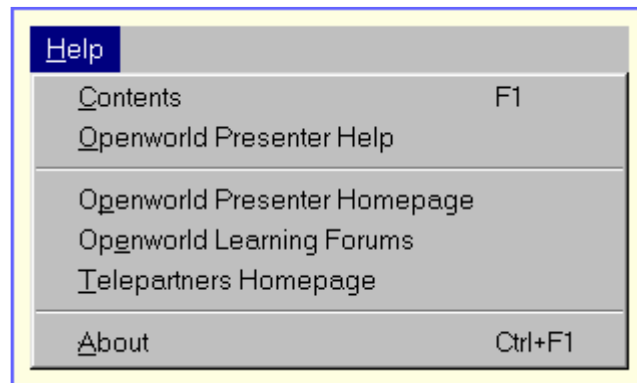 Help
Contents F1
Openworld Presenter Help
Openworld Presenter Homepage
Openworld Learning Forums
Telepartners Homepage
About Ctrl+F1